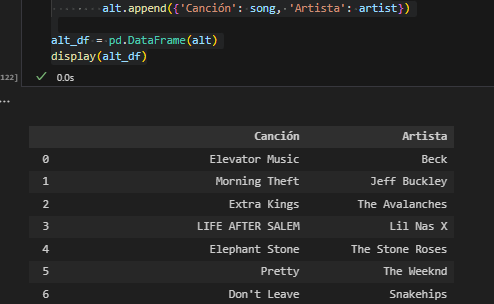 alt.append({'Canción': song, 'Artista': artist})
alt_df = pd.DataFrame(alt)
display(alt_df)
122] ✓ 0.0s
...
Canción Artista
0 Elevator Music Beck
1 Morning Theft Jeff Buckley
2 Extra Kings The Avalanches
3 LIFE AFTER SALEM Lil Nas X
4 Elephant Stone The Stone Roses
5 Pretty The Weeknd
6 Don't Leave Snakehips